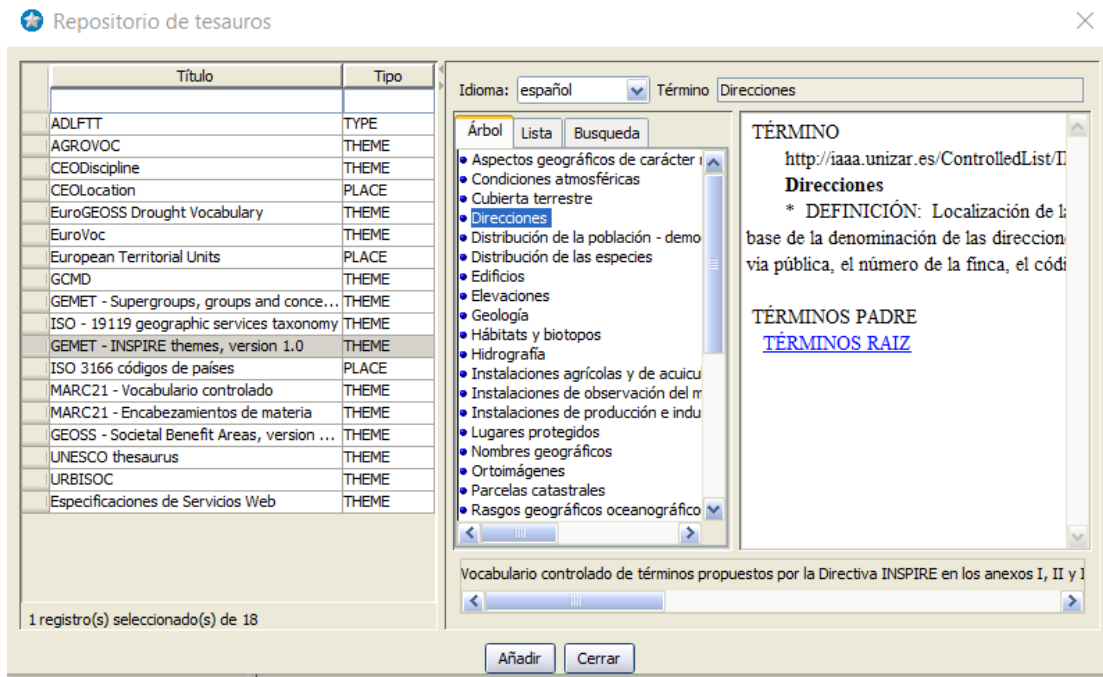 Repositorio de tesauros
Título Tipo
ADLFTT TYPE
AGROVOC THEME
CEODiscipline THEME
CEOLocation PLACE
EuroGEOSS Drought Vocabulary THEME
EuroVoc THEME
European Territorial Units PLACE
GCMD THEME
GEMET - Supergroups, groups and conce... THEME
ISO - 19119 geographic services taxonomy THEME
GEMET - INSPIRE themes, version 1.0 THEME
ISO 3166 códigos de países PLACE
MARC21 - Vocabulario controlado THEME
MARC21 - Encabezamientos de materia THEME
GEOSS - Societal Benefit Areas, version ... THEME
UNESCO thesaurus THEME
URBISOC THEME
Especificaciones de Servicios Web THEME
1 registro(s) seleccionado(s) de 18
Idioma: español Término Direcciones
Árbol Lista Busqueda
Aspectos geográficos de carácter
Condiciones atmosféricas
Cubierta terrestre
Direcciones
Distribución de la población - demo
Distribución de las especies
Edificios
Elevaciones
Geología
Hábitats y biotopos
Hidrografía
Instalaciones agrícolas y de acuicu
Instalaciones de observación del m
Instalaciones de producción e indu
Lugares protegidos
Nombres geográficos
Ortoimágenes
Parcelas catastrales
Rasgos geográficos oceanográfico
TÉRMINO
http://iaaa.unizar.es/ControlledList/I
Direcciones
* DEFINICIÓN: Localización de la
base de la denominación de las direccion
via pública, el número de la finca, el códi
TÉRMINOS PADRE
TÉRMINOS RAIZ
Vocabulario controlado de términos propuestos por la Directiva INSPIRE en los anexos I, II y I
Añadir Cerrar